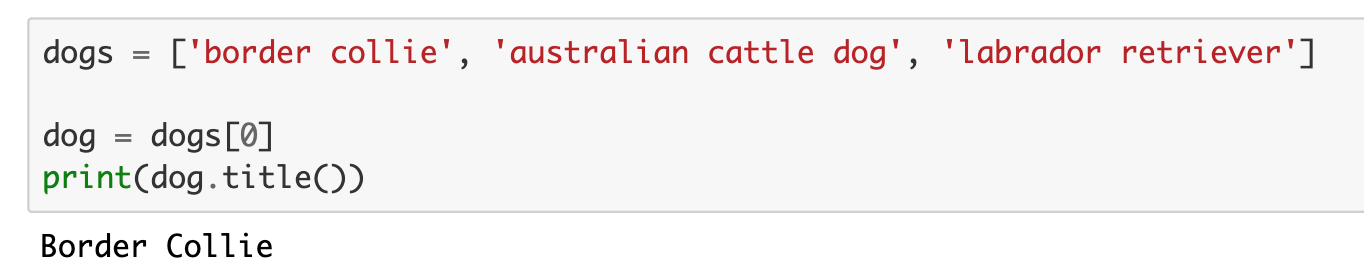 dogs = ['border collie', 'australian cattle dog', 'labrador retriever']
dog = dogs[0]
print(dog.title())
Border Collie